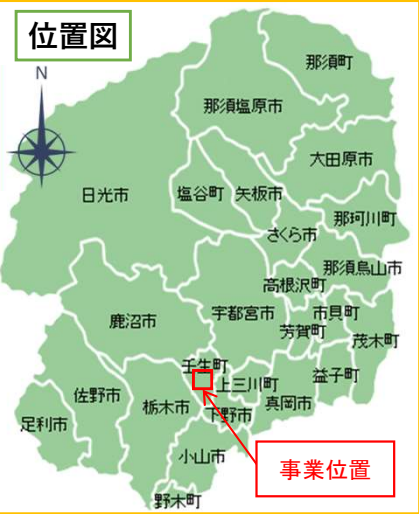 位置図
N
那須町
那須塩原市
大田原市
日光市
塩谷町
矢板市
那珂川町
さくら市
那須烏山市
高根沢町
宇都宮市
市貝町
鹿沼市
芳賀町
茂木町
壬生町
上三川町
益子町
佐野市
栃木市
下野市
真岡市
足利市
小山市
事業位置
野木町